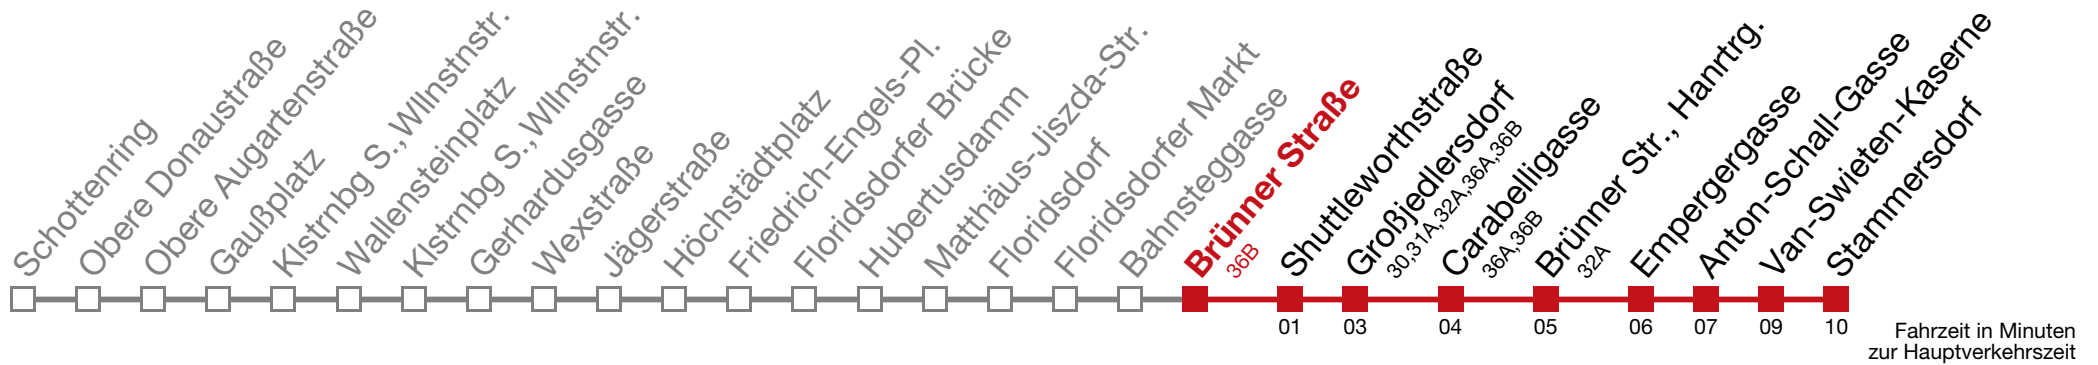 Schottenring
Obere Donaustraße
Obere Augartenstraße
Gaußplatz
Klstrnbg S., Wllnstnstr.
Wallensteinplatz
Klstrnbg S., Wllnstnstr.
Gerhardusgasse
Wexstraße
Jägerstraße
Höchstädtplatz
Friedrich-Engels-Pl.
Floridsdorfer Brücke
Hubertusdamm
Matthäus-Jiszda-Str.
Floridsdorf
Floridsdorfer Markt
Bahnsteggasse
Brünner Straße
36B
Shuttleworthstraße
Großjedlersdorf
30,31A,32A,36A,36B
Carabelligasse
36A,36B
Brünner Str., Hanrtrg.
32A
Empergergasse
Anton-Schall-Gasse
Van-Swieten-Kaserne
Stammersdorf
01 03 04 05 06 07 09 10
Fahrzeit in Minuten
zur Hauptverkehrszeit